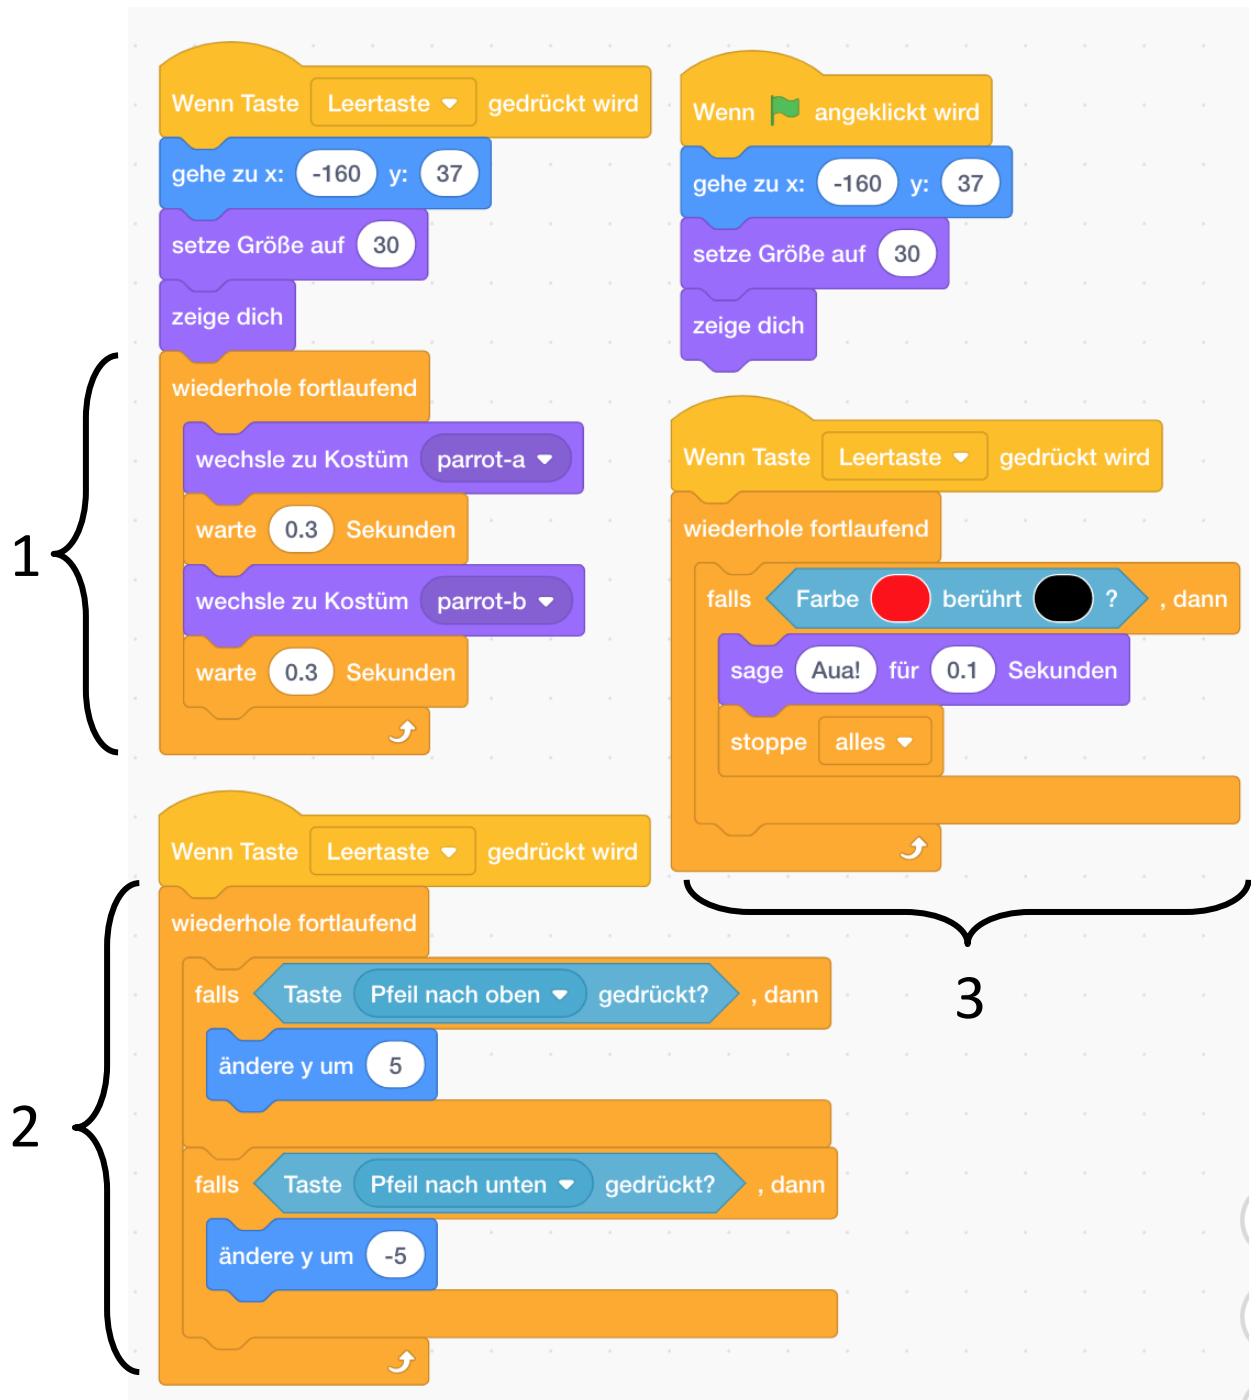 Wenn Taste Leertaste gedrückt wird
gehe zu x: -160 y: 37
setze Größe auf 30
zeige dich
wiederhole fortlaufend
wechsle zu Kostüm parrot-a
warte 0.3 Sekunden
wechsle zu Kostüm parrot-b
warte 0.3 Sekunden
1
Wenn Taste Leertaste gedrückt wird
wiederhole fortlaufend
falls Taste Pfeil nach oben gedrückt? , dann
ändere y um 5
falls Taste Pfeil nach unten gedrückt? , dann
ändere y um -5
2
Wenn angeklickt wird
gehe zu x: -160 y: 37
setze Größe auf 30
zeige dich
Wenn Taste Leertaste gedrückt wird
wiederhole fortlaufend
falls Farbe berührt ? , dann
sage Aua! für 0.1 Sekunden
stoppe alles
3